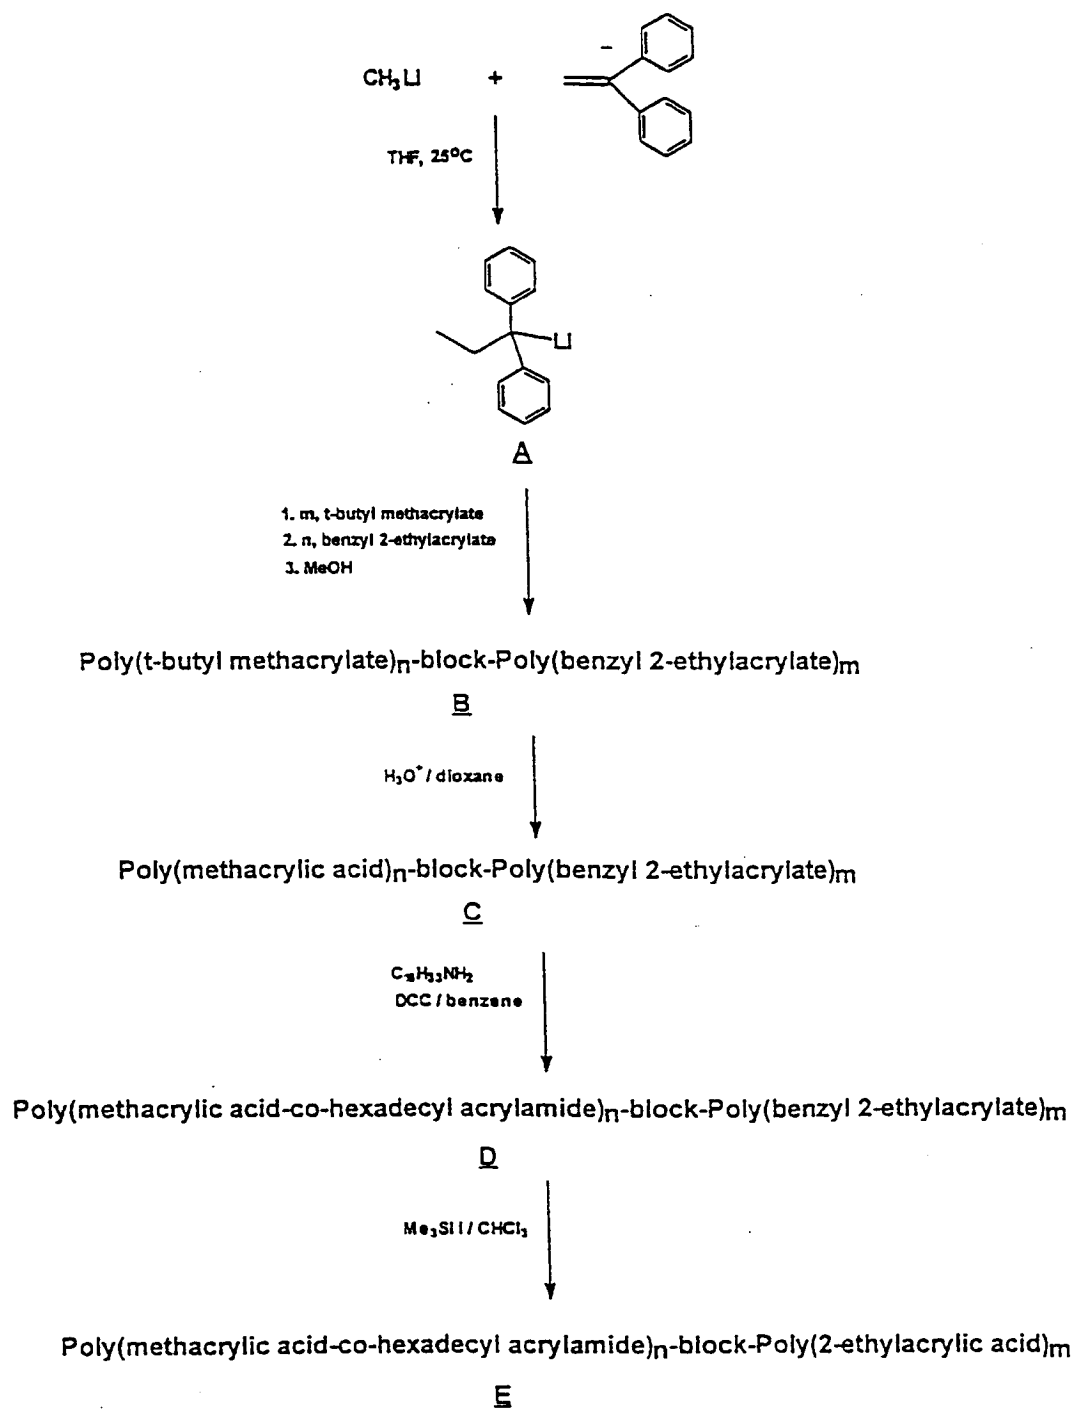 CH₃Li + –
THF, 25°C
Li
A
1. m, t-butyl methacrylate
2. n, benzyl 2-ethylacrylate
3. MeOH
Poly(t-butyl methacrylate)n-block-Poly(benzyl 2-ethylacrylate)m
B
H₃O⁺ / dioxane
Poly(methacrylic acid)n-block-Poly(benzyl 2-ethylacrylate)m
C
C₁₆H₃₃NH₂
DCC / benzene
Poly(methacrylic acid-co-hexadecyl acrylamide)n-block-Poly(benzyl 2-ethylacrylate)m
D
Me₃SiI / CHCl₃
Poly(methacrylic acid-co-hexadecyl acrylamide)n-block-Poly(2-ethylacrylic acid)m
E